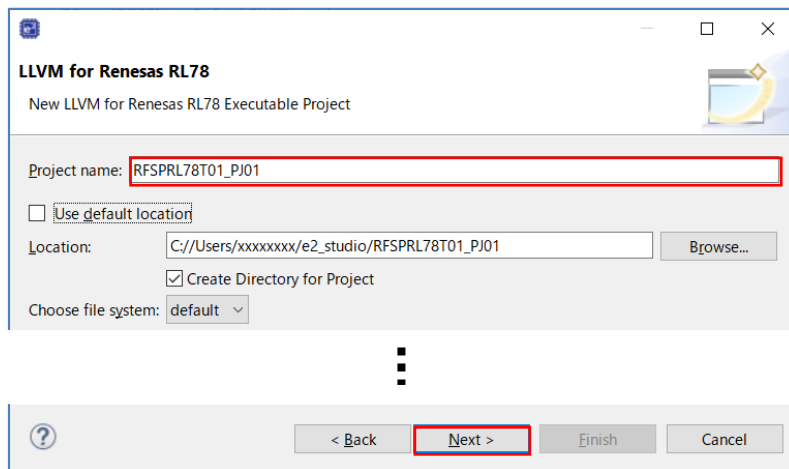 LLVM for Renesas RL78
New LLVM for Renesas RL78 Executable Project
Project name: RFSPRL78T01_PJ01
Use default location
Location: C://Users/xxxxxxxx/e2_studio/RFSPRL78T01_PJ01 Browse...
Create Directory for Project
Choose file system: default
< Back Next > Finish Cancel